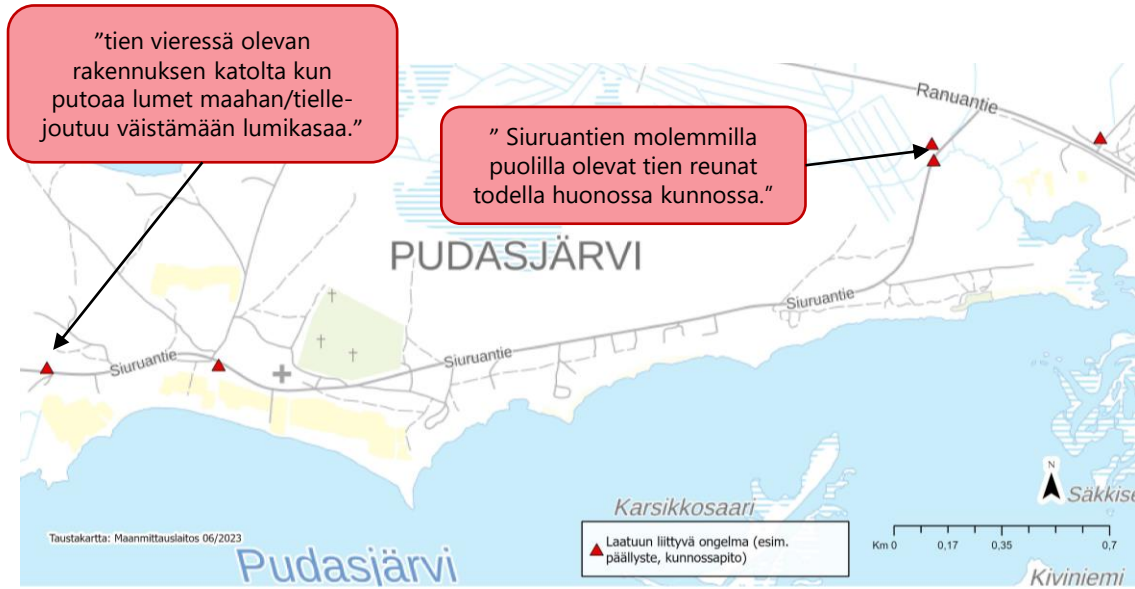 ”tien vieressä olevan
rakennuksen katolta kun
putoaa lumet maahan/tielle-
joutuu väistämään lumikasaa.”
” Siuruantien molemmilla
puolilla olevat tien reunat
todella huonossa kunnossa.”
Ranuantie
PUDASJÄRVI
Siuruantie
Siuruantie
Siuruantie
Karsikkosaari
N
Säkkise
Taustakartta: Maanmittauslaitos 06/2023
Laatuun liittyvä ongelma (esim.
päällyste, kunnossapito)
Km 0 0,17 0,35 0,7
Pudasjärvi
Kiviniemi